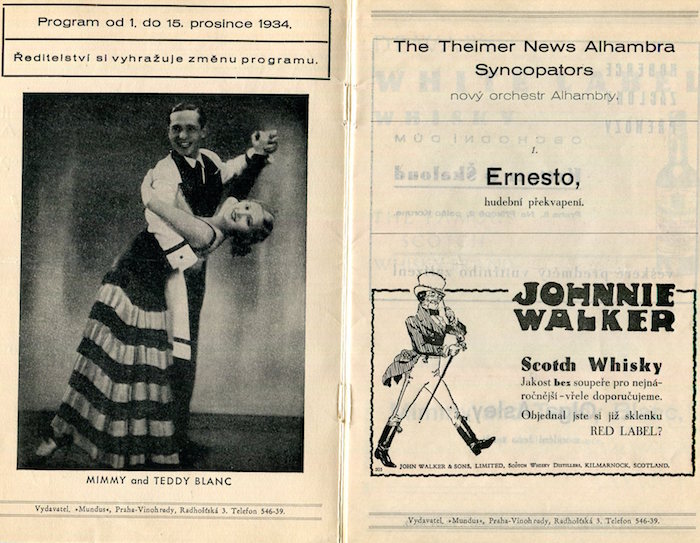 Program od 1. do 15. prosince 1934.
Ředitelství si vyhražuje změnu programu.
MIMMY and TEDDY BLANC
Vydavatel. »Mundus«, Praha-Vinohrady, Radhošťská 3. Telefon 546-39.
The Theimer News Alhambra
Syncopators
nový orchestr Alhambry.
I.
Ernesto,
hudební překvapení.
JOHNNIE
WALKER
Scotch Whisky
Jakost bez soupeře pro nejná-
ročnější-vřele doporučujeme.
Objednal jste si již sklenku
RED LABEL?
JOHN WALKER & SONS, LIMITED, SCOTCH WHISKY DISTILLERS, KILMARNOCK, SCOTLAND.
Vydavatel. »Mundus«, Praha-Vinohrady, Radhošťská 3. Telefon 546-39.